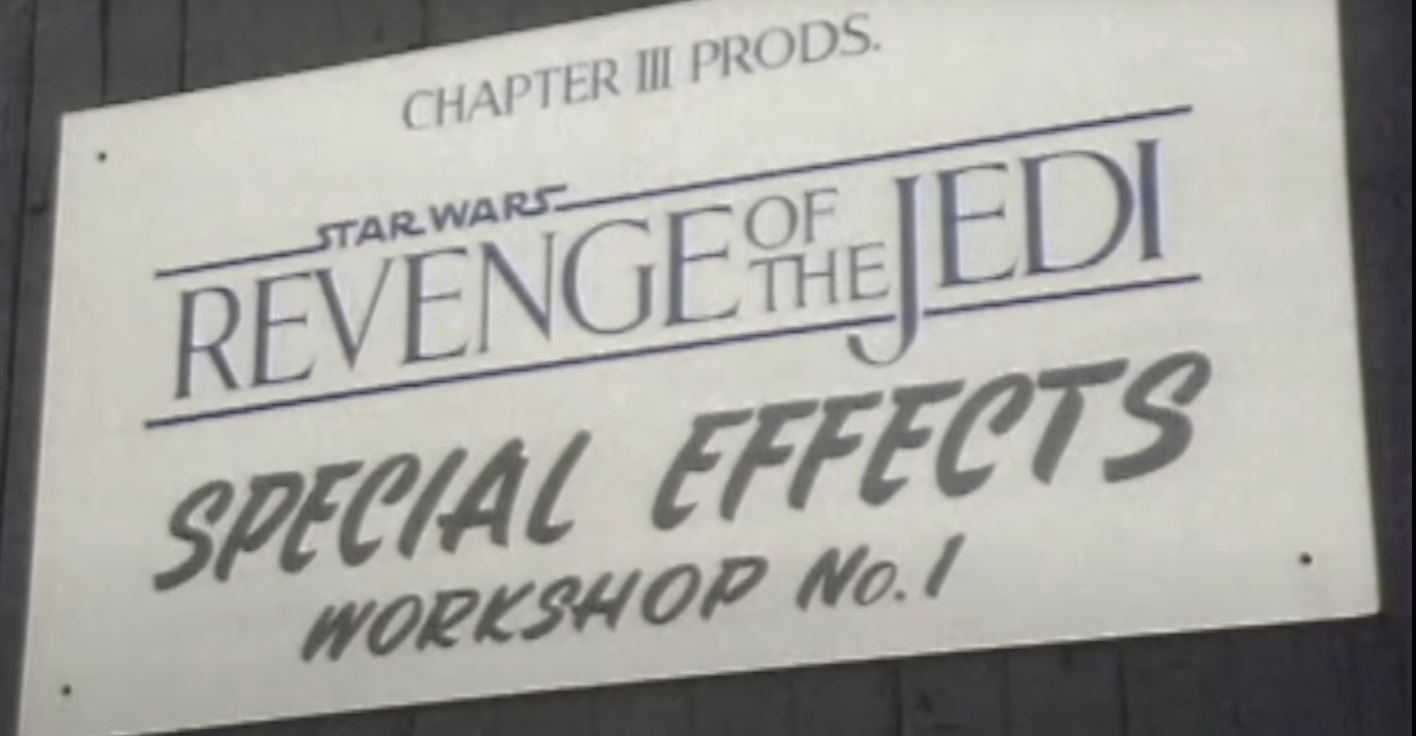 CHAPTER III PRODS.
STAR WARS
REVENGE OF THE JEDI
SPECIAL EFFECTS
WORKSHOP No. 1